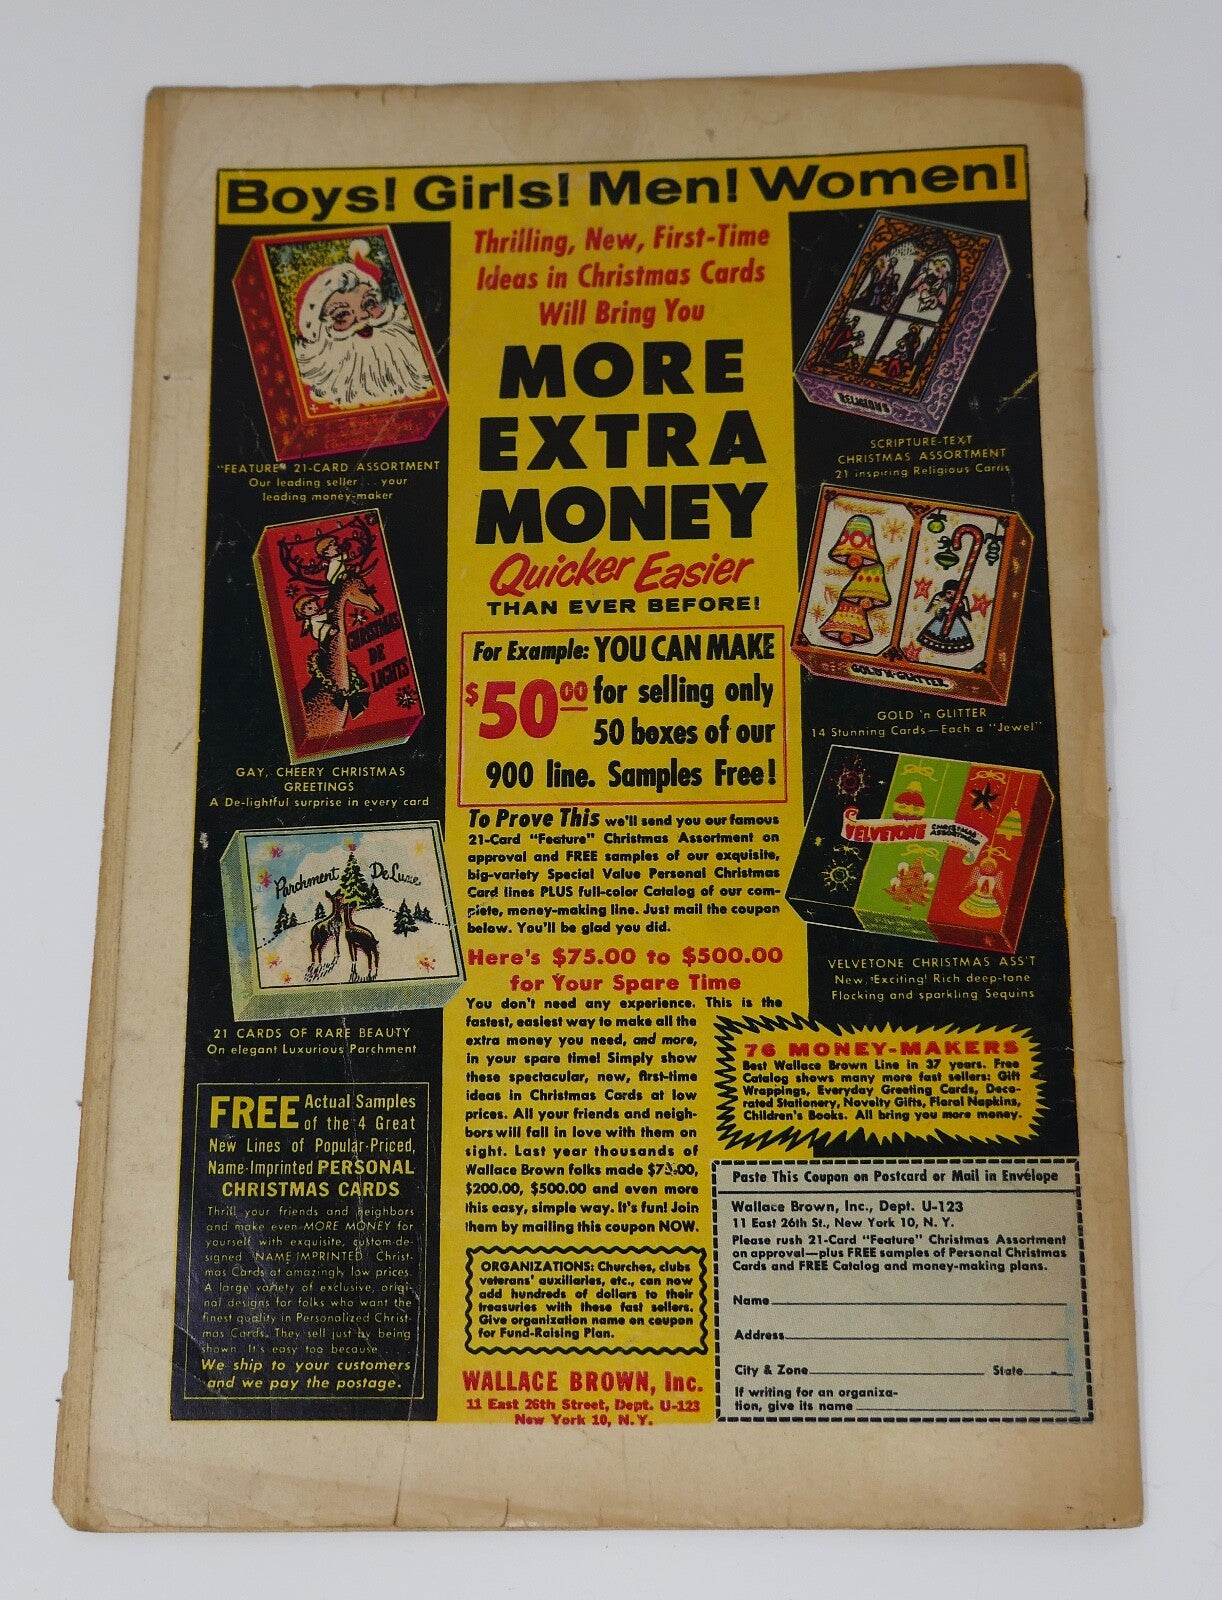 Boys! Girls! Men! Women!
Thrilling, New, First-Time
Ideas in Christmas Cards
Will Bring You
MORE
EXTRA
MONEY
Quicker Easier
THAN EVER BEFORE!
For Example: YOU CAN MAKE
$50.00 for selling only
50 boxes of our
900 line. Samples Free!
To Prove This we'll send you our famous
21-Card "Feature" Christmas Assortment on
approval and FREE samples of our exquisite,
big-variety Special Value Personal Christmas
Card lines PLUS full-color Catalog of our com-
plete, money-making line. Just mail the coupon
below. You'll be glad you did.
Here's $75.00 to $500.00
for Your Spare Time
You don't need any experience. This is the
fastest, easiest way to make all the
extra money you need, and more,
in your spare time! Simply show
these spectacular, new, first-time
ideas in Christmas Cards at low
prices. All your friends and neigh-
bors will fall in love with them on
sight. Last year thousands of
Wallace Brown folks made $75.00,
$200.00, $500.00 and even more
this easy, simple way. It's fun! Join
them by mailing this coupon NOW.
ORGANIZATIONS: Churches, clubs
veterans' auxiliaries, etc., can now
add hundreds of dollars to their
treasuries with these fast sellers.
Give organization name on coupon
for Fund-Raising Plan.
WALLACE BROWN, Inc.
11 East 26th Street, Dept. U-123
New York 10, N.Y.
"FEATURE" 21-CARD ASSORTMENT
Our leading seller... your
leading money-maker
CHRISTMAS
DE
LIGHTS
GAY, CHEERY CHRISTMAS
GREETINGS
A De-lightful surprise in every card
Parchment DeLuxe
21 CARDS OF RARE BEAUTY
On elegant Luxurious Parchment
FREE Actual Samples
of the 4 Great
New Lines of Popular-Priced,
Name-Imprinted PERSONAL
CHRISTMAS CARDS
Thrill your friends and neighbors
and make even MORE MONEY for
yourself with exquisite, custom-de-
signed NAME IMPRINTED Christ-
mas Cards at amazingly low prices.
A large variety of exclusive, origi-
nal designs for folks who want the
finest quality in Personalized Christ-
mas Cards. They sell just by being
shown. It's easy too because...
We ship to your customers
and we pay the postage.
RELIGIOUS
SCRIPTURE-TEXT
CHRISTMAS ASSORTMENT
21 inspiring Religious Cards
GOLD 'N' GLITTER
GOLD 'n GLITTER
14 Stunning Cards—Each a "Jewel"
VELVETONE CHRISTMAS
ASSORTMENT
VELVETONE CHRISTMAS ASS'T
New, Exciting! Rich deep-tone
Flocking and sparkling Sequins
76 MONEY-MAKERS
Best Wallace Brown Line in 37 years. Free
Catalog shows many more fast sellers: Gift
Wrappings, Everyday Greeting Cards, Deco-
rated Stationery, Novelty Gifts, Floral Napkins,
Children's Books. All bring you more money.
Paste This Coupon on Postcard or Mail in Envelope
Wallace Brown, Inc., Dept. U-123
11 East 26th St., New York 10, N. Y.
Please rush 21-Card "Feature" Christmas Assortment
on approval—plus FREE samples of Personal Christmas
Cards and FREE Catalog and money-making plans.
Name
Address
City & Zone State
If writing for an organiza-
tion, give its name